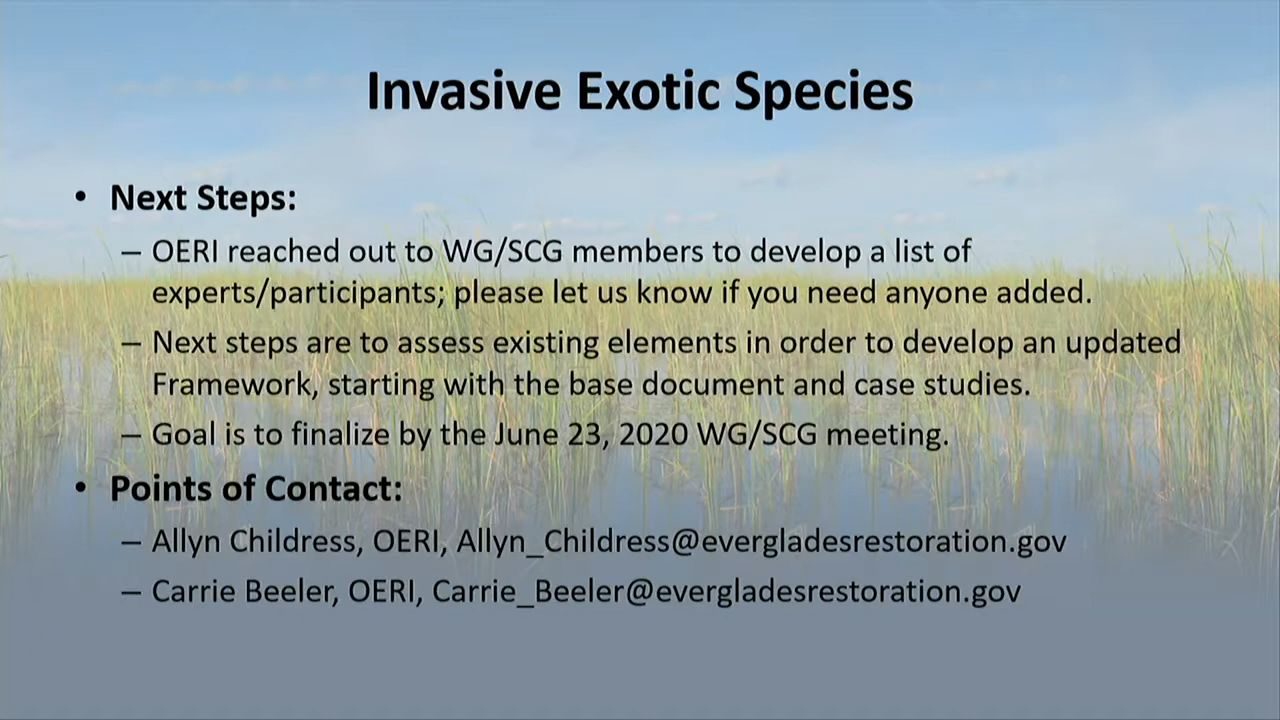 Invasive Exotic Species
• Next Steps:
– OERI reached out to WG/SCG members to develop a list of
experts/participants; please let us know if you need anyone added.
– Next steps are to assess existing elements in order to develop an updated
Framework, starting with the base document and case studies.
– Goal is to finalize by the June 23, 2020 WG/SCG meeting.
• Points of Contact:
– Allyn Childress, OERI, Allyn_Childress@evergladesrestoration.gov
– Carrie Beeler, OERI, Carrie_Beeler@evergladesrestoration.gov